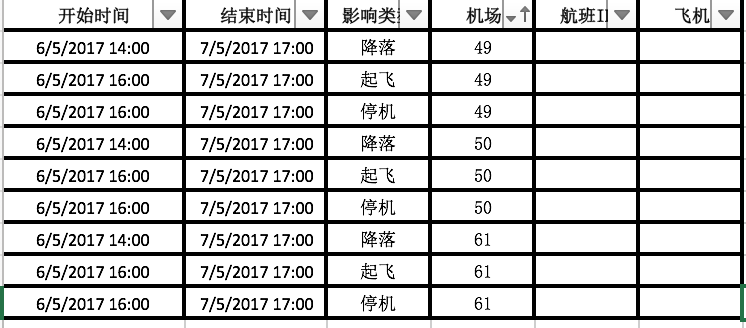 开始时间 结束时间 影响类 机场 航班I 飞机
6/5/2017 14:00 7/5/2017 17:00 降落 49
6/5/2017 16:00 7/5/2017 17:00 起飞 49
6/5/2017 16:00 7/5/2017 17:00 停机 49
6/5/2017 14:00 7/5/2017 17:00 降落 50
6/5/2017 16:00 7/5/2017 17:00 起飞 50
6/5/2017 16:00 7/5/2017 17:00 停机 50
6/5/2017 14:00 7/5/2017 17:00 降落 61
6/5/2017 16:00 7/5/2017 17:00 起飞 61
6/5/2017 16:00 7/5/2017 17:00 停机 61